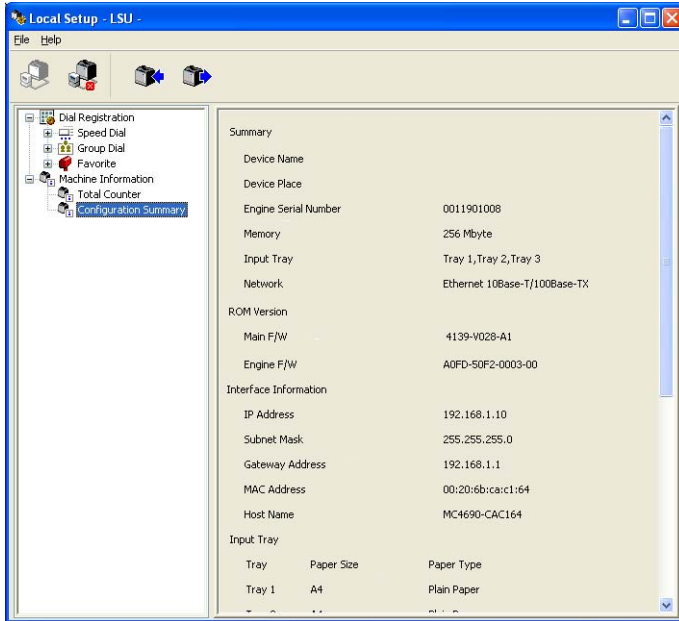 Local Setup - LSU -
File Help
Dial Registration
Speed Dial
Group Dial
Favorite
Machine Information
Total Counter
Configuration Summary
Summary
Device Name
Device Place
Engine Serial Number 0011901008
Memory 256 Mbyte
Input Tray Tray 1,Tray 2,Tray 3
Network Ethernet 10Base-T/100Base-TX
ROM Version
Main F/W 4139-V028-A1
Engine F/W A0FD-50F2-0003-00
Interface Information
IP Address 192.168.1.10
Subnet Mask 255.255.255.0
Gateway Address 192.168.1.1
MAC Address 00:20:6b:ca:c1:64
Host Name MC4690-CAC164
Input Tray
Tray Paper Size Paper Type
Tray 1 A4 Plain Paper